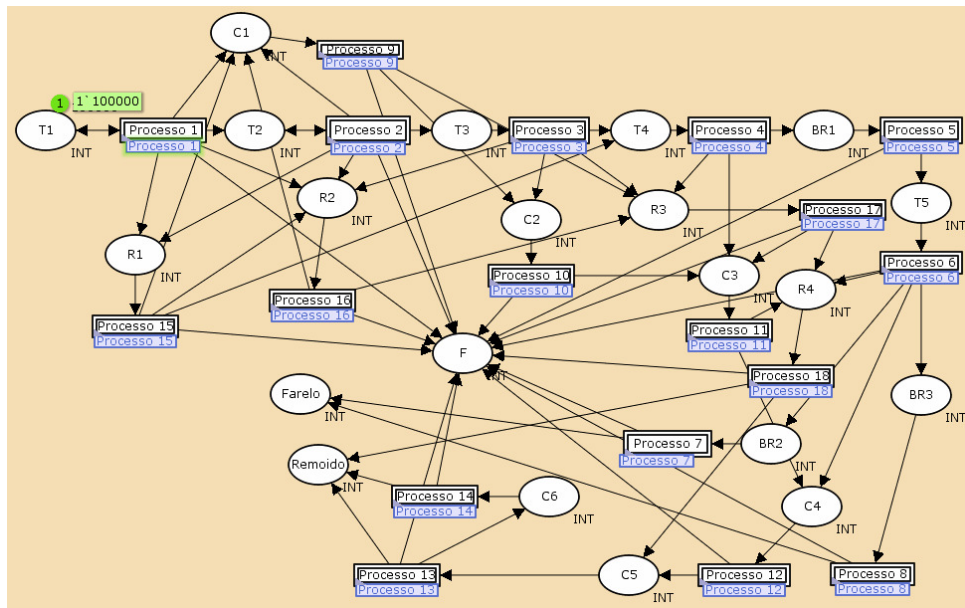 C1
INT
Processo 9
Processo 9
1
1`100000
T1
INT
Processo 1
Processo 1
T2
INT
Processo 2
Processo 2
T3
INT
Processo 3
Processo 3
T4
INT
Processo 4
Processo 4
BR1
INT
Processo 5
Processo 5
R2
INT
C2
INT
R3
INT
Processo 17
Processo 17
T5
INT
R1
INT
Processo 10
Processo 10
C3
INT
R4
INT
Processo 6
Processo 6
Processo 16
Processo 16
Processo 15
Processo 15
Processo 11
Processo 11
F
INT
Processo 18
Processo 18
Farelo
INT
BR3
INT
Processo 7
Processo 7
BR2
INT
Remoido
INT
Processo 14
Processo 14
C6
INT
C4
INT
Processo 13
Processo 13
C5
INT
Processo 12
Processo 12
Processo 8
Processo 8